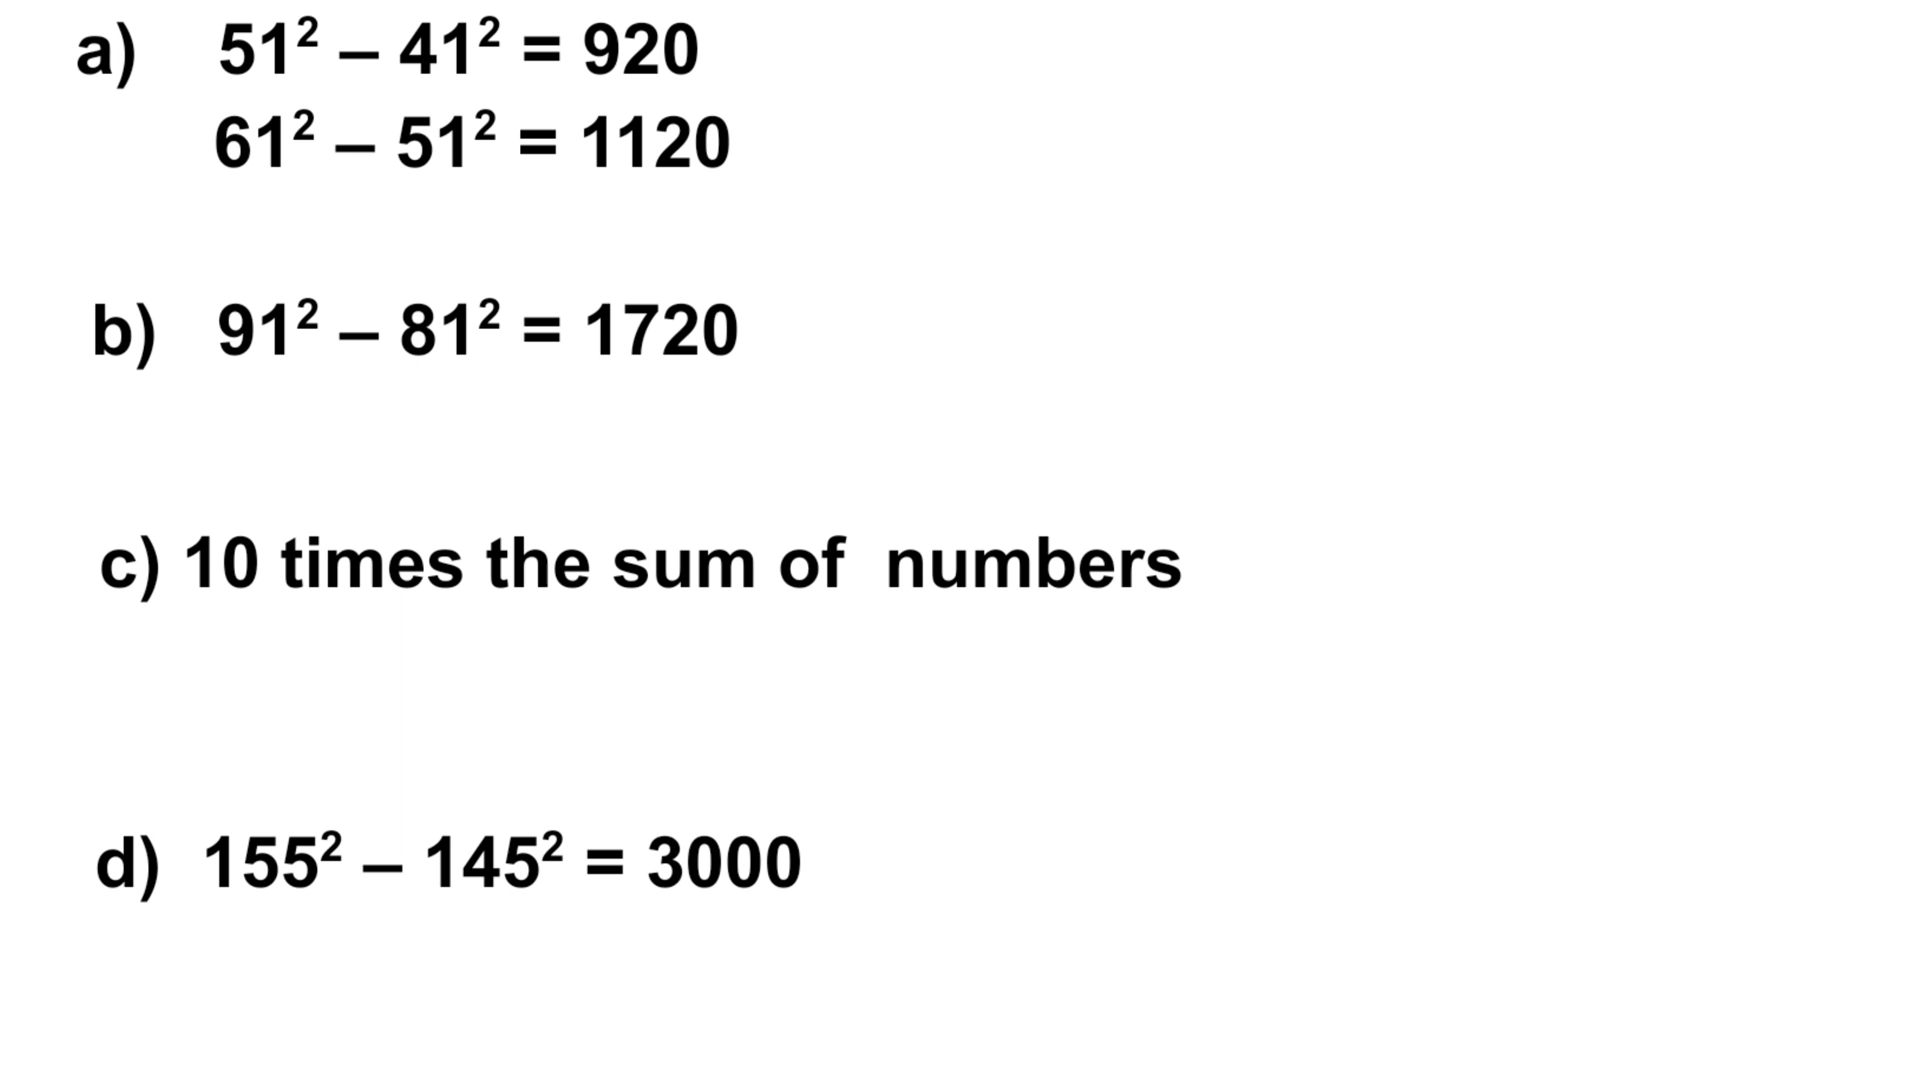 a) 51² – 41² = 920
61² – 51² = 1120
b) 91² – 81² = 1720
c) 10 times the sum of numbers
d) 155² – 145² = 3000